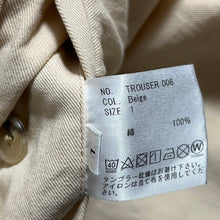 NO. TROUSER 006
COL. Beige
SIZE 1
綿 100%
40
タンブラー乾燥はお避け下さい
アイロンは当て布を使用して下さい